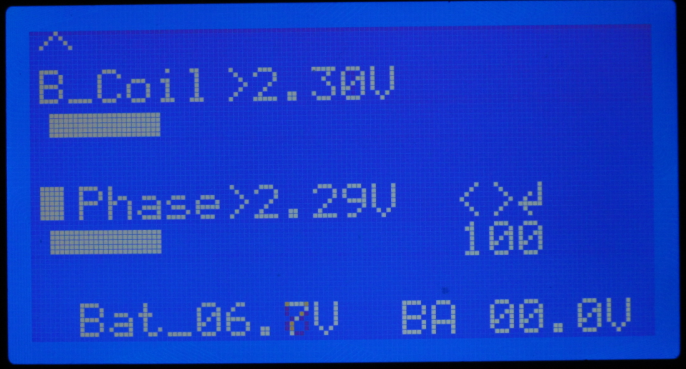 ^
B_Coil >2.30V
Phase>2.29V < >↲
100
Bat_06.7V BA 00.0V